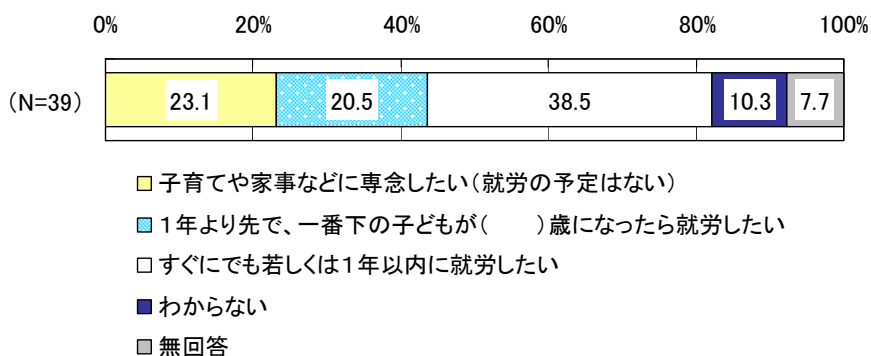 0% 20% 40% 60% 80% 100%
(N=39) 23.1 20.5 38.5 10.3 7.7
子育てや家事などに専念したい(就労の予定はない)
1年より先で、一番下の子どもが(　　)歳になったら就労したい
すぐにでも若しくは1年以内に就労したい
わからない
無回答